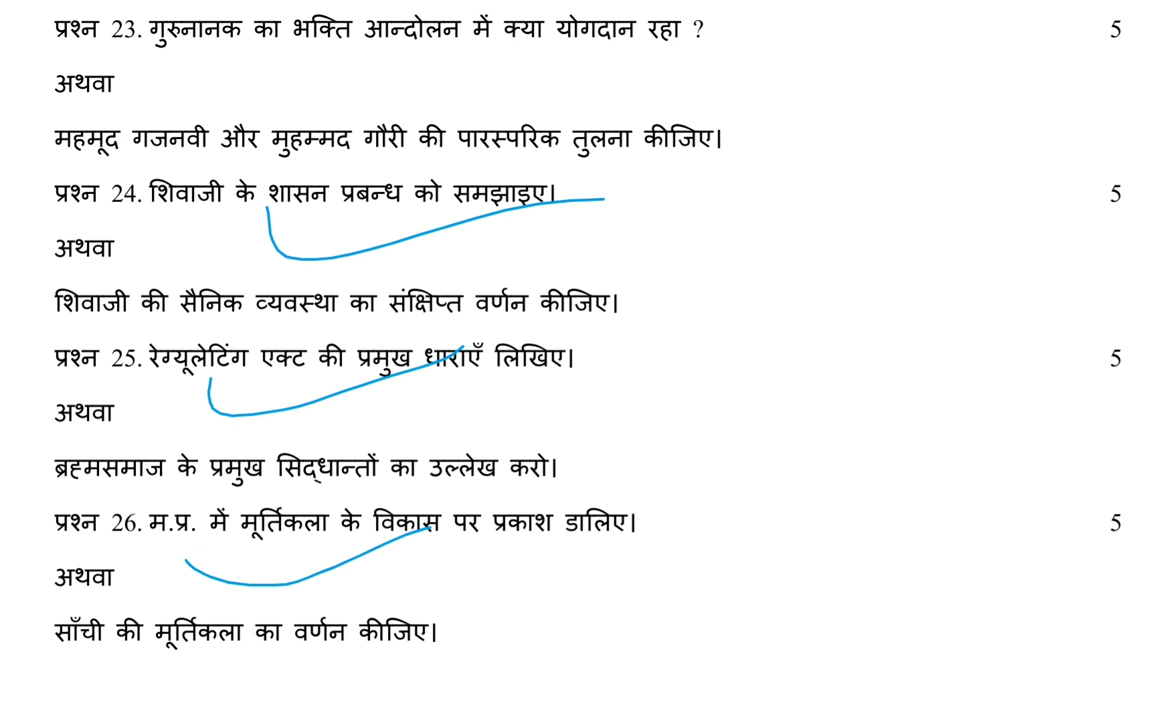 प्रश्न 23. गुरुनानक का भक्ति आन्दोलन में क्या योगदान रहा ? 5
अथवा
महमूद गजनवी और मुहम्मद गौरी की पारस्परिक तुलना कीजिए।
प्रश्न 24. शिवाजी के शासन प्रबन्ध को समझाइए। 5
अथवा
शिवाजी की सैनिक व्यवस्था का संक्षिप्त वर्णन कीजिए।
प्रश्न 25. रेग्यूलेटिंग एक्ट की प्रमुख धाराएँ लिखिए। 5
अथवा
ब्रह्मसमाज के प्रमुख सिद्धान्तों का उल्लेख करो।
प्रश्न 26. म.प्र. में मूर्तिकला के विकास पर प्रकाश डालिए। 5
अथवा
साँची की मूर्तिकला का वर्णन कीजिए।